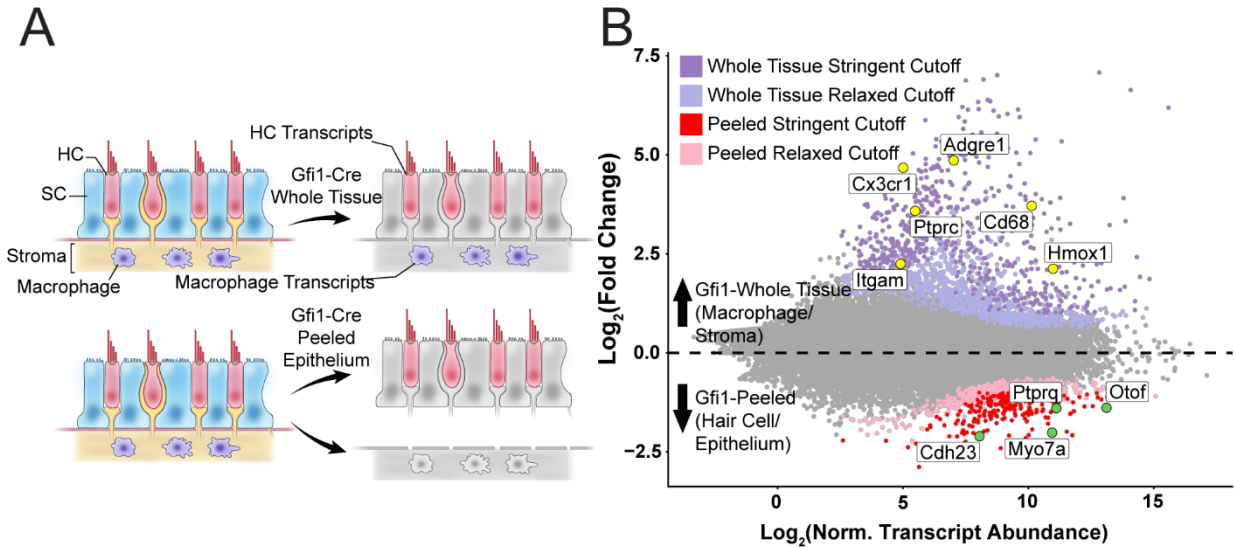 A
HC
SC
Stroma
Macrophage
HC Transcripts
Gfi1-Cre
Whole Tissue
Macrophage Transcripts
Gfi1-Cre
Peeled
Epithelium
B
7.5
5.0
2.5
0.0
−2.5
Log2(Fold Change)
Whole Tissue Stringent Cutoff
Whole Tissue Relaxed Cutoff
Peeled Stringent Cutoff
Peeled Relaxed Cutoff
Adgre1
Cx3cr1
Ptprc
Cd68
Hmox1
Itgam
Gfi1-Whole Tissue
(Macrophage/
Stroma)
Gfi1-Peeled
(Hair Cell/
Epithelium)
Ptprq
Otof
Cdh23
Myo7a
0
5
10
15
Log2(Norm. Transcript Abundance)